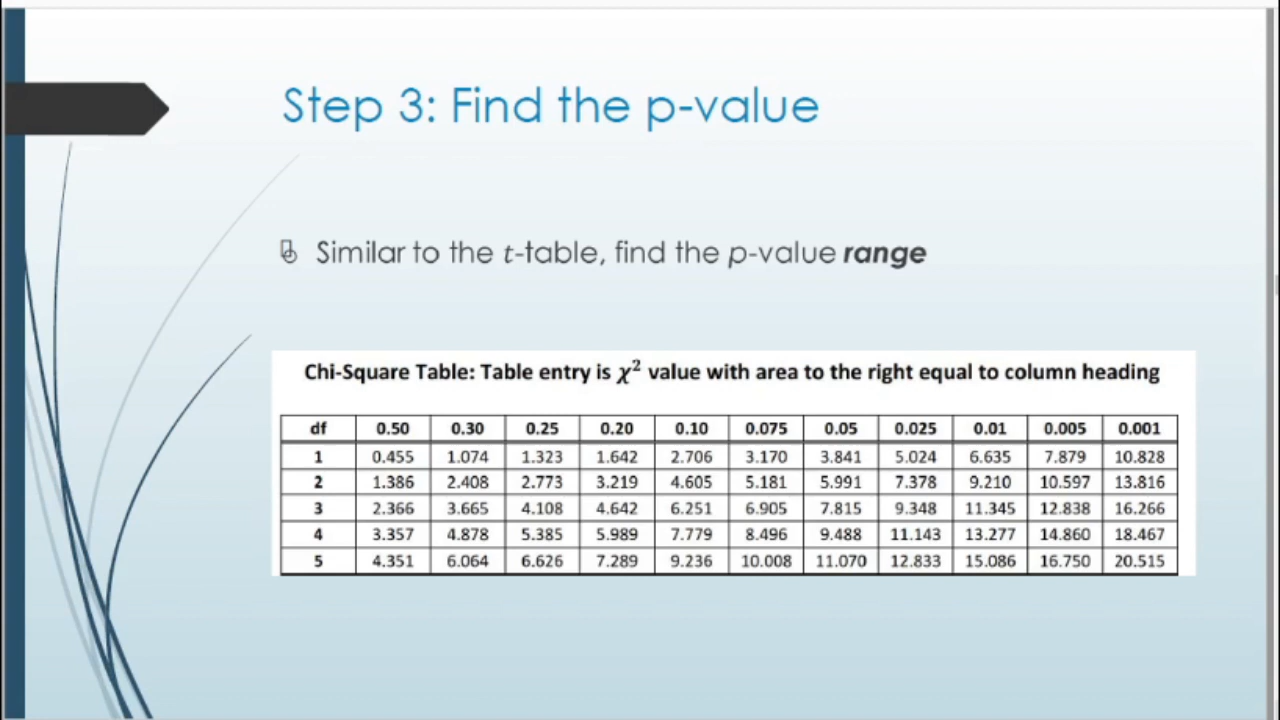 Step 3: Find the p-value
Similar to the t-table, find the p-value range
Chi-Square Table: Table entry is χ² value with area to the right equal to column heading
df 0.50 0.30 0.25 0.20 0.10 0.075 0.05 0.025 0.01 0.005 0.001
1 0.455 1.074 1.323 1.642 2.706 3.170 3.841 5.024 6.635 7.879 10.828
2 1.386 2.408 2.773 3.219 4.605 5.181 5.991 7.378 9.210 10.597 13.816
3 2.366 3.665 4.108 4.642 6.251 6.905 7.815 9.348 11.345 12.838 16.266
4 3.357 4.878 5.385 5.989 7.779 8.496 9.488 11.143 13.277 14.860 18.467
5 4.351 6.064 6.626 7.289 9.236 10.008 11.070 12.833 15.086 16.750 20.515